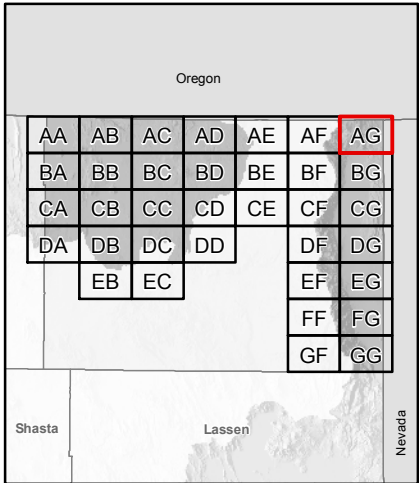 Oregon
AA AB AC AD AE AF AG
BA BB BC BD BE BF BG
CA CB CC CD CE CF CG
DA DB DC DD DF DG
EB EC EF EG
FF FG
GF GG
Shasta
Lassen
Nevada